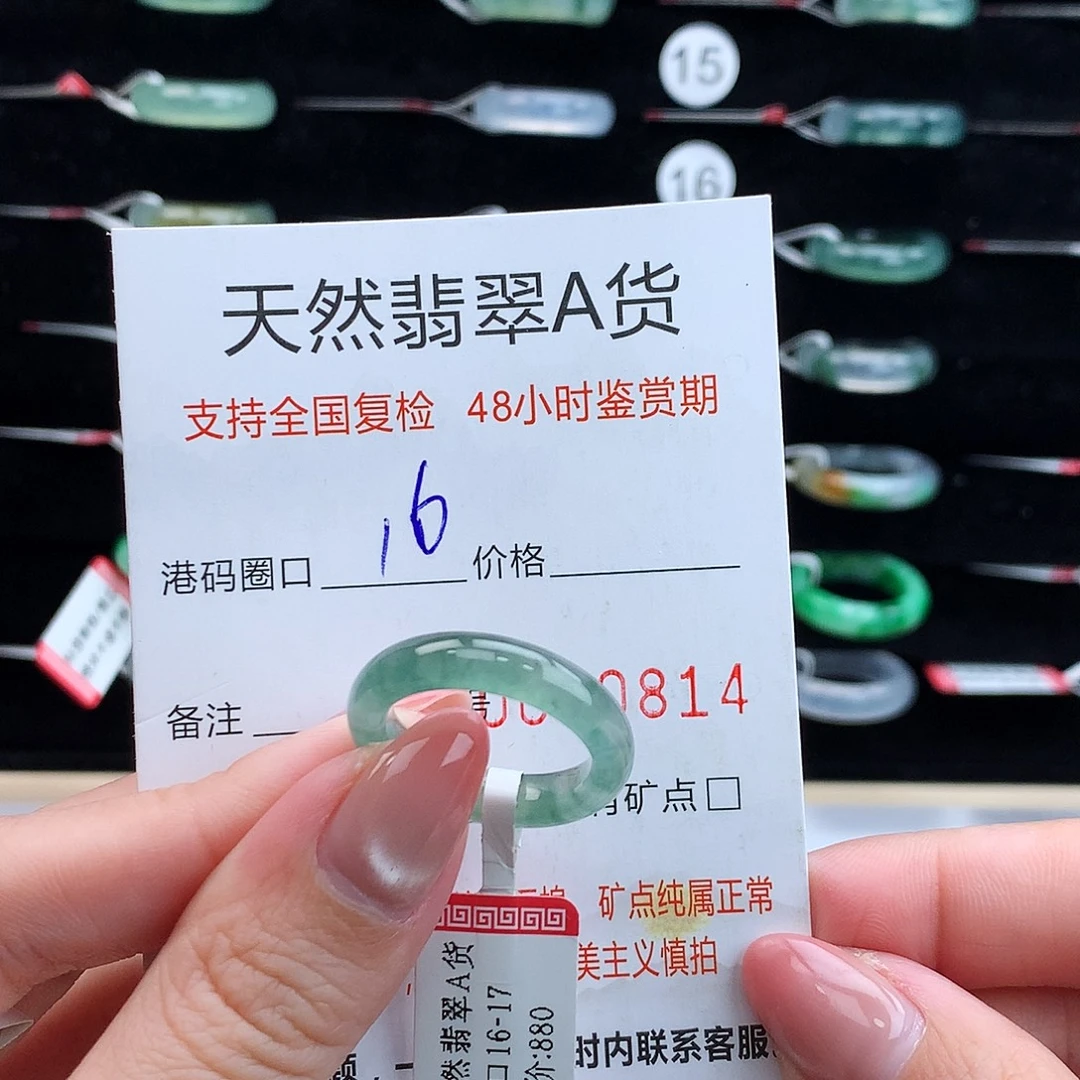 15
16
天然翡翠A货
支持全国复检 48小时鉴赏期
港码圈口 16 价格
备注 号 0814
有矿点□
矿点纯属正常
美主义慎拍
时内联系客服
然翡翠A货
口16-17
价:880